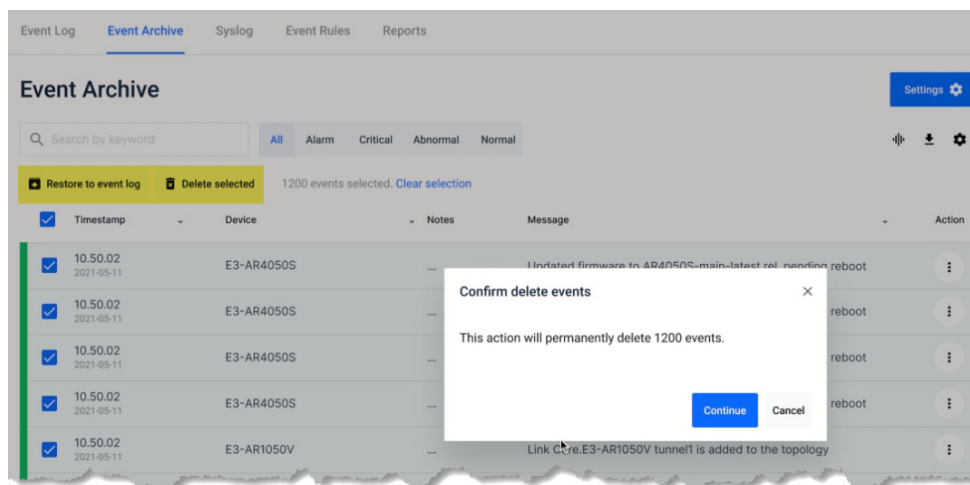 Event Log Event Archive Syslog Event Rules Reports
Event Archive
Settings
Search by keyword All Alarm Critical Abnormal Normal
Restore to event log Delete selected 1200 events selected. Clear selection
Timestamp Device Notes Message Action
10.50.02 E3-AR4050S ... Updated firmware to AR4050S-main-latest.rel, pending reboot
2021-05-11
Confirm delete events
10.50.02 E3-AR4050S ... reboot
2021-05-11
This action will permanently delete 1200 events.
10.50.02 E3-AR4050S ... reboot
2021-05-11
10.50.02 E3-AR4050S ... reboot
2021-05-11
Continue Cancel
10.50.02 E3-AR1050V ... Link Core.E3-AR1050V tunnel1 is added to the topology
2021-05-11